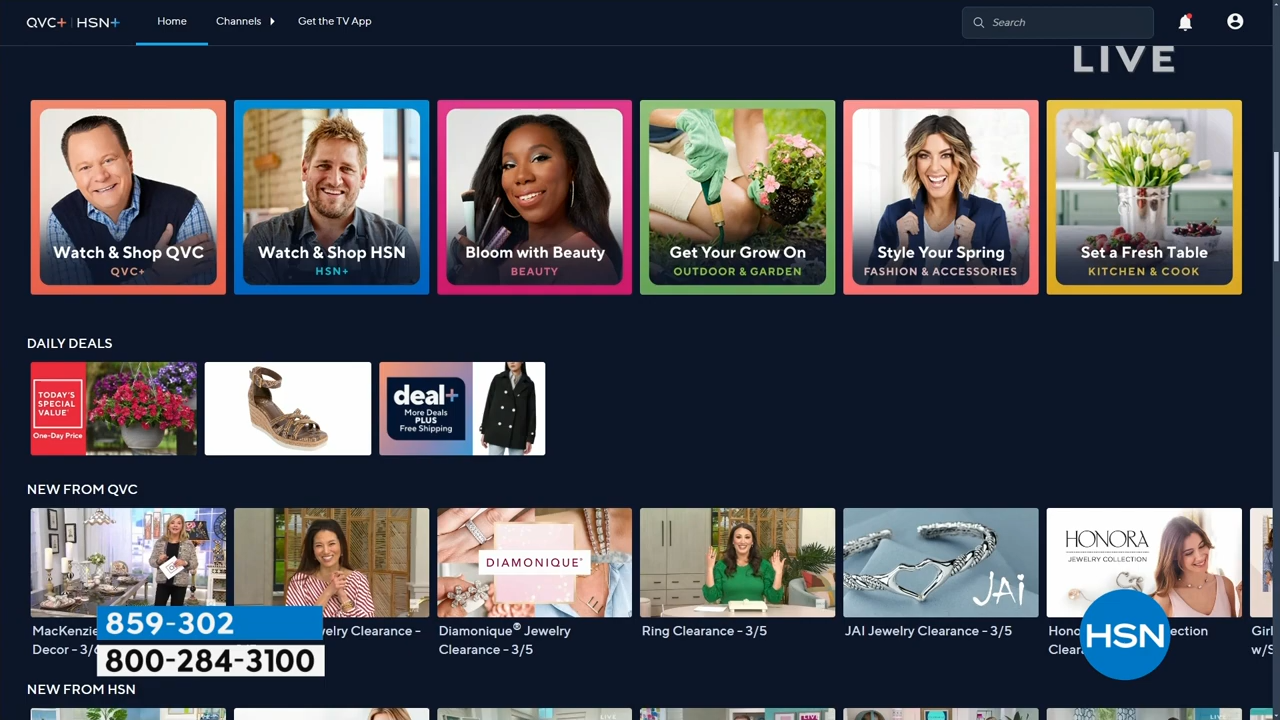 QVC+ | HSN+
Home
Channels
Get the TV App
Search
LIVE
Watch & Shop QVC
QVC+
Watch & Shop HSN
HSN+
Bloom with Beauty
BEAUTY
Get Your Grow On
OUTDOOR & GARDEN
Style Your Spring
FASHION & ACCESSORIES
Set a Fresh Table
KITCHEN & COOK
DAILY DEALS
TODAY'S
SPECIAL
VALUE®
One-Day Price
deal+
More Deals
PLUS
Free Shipping
NEW FROM QVC
DIAMONIQUE®
JAI
HONORA
JEWELRY COLLECTION
MacKenzie
Decor - 3/
Clearance -
Diamonique® Jewelry
Clearance - 3/5
Ring Clearance - 3/5
JAI Jewelry Clearance - 3/5
859-302
800-284-3100
HSN
NEW FROM HSN
LIVE